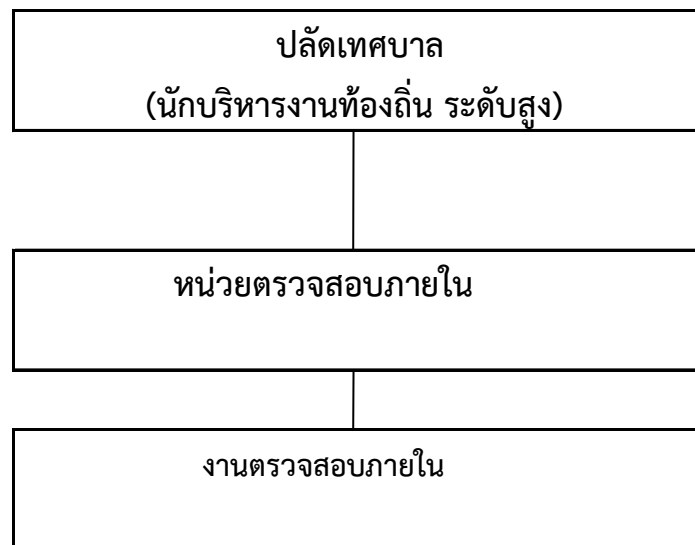 ปลัดเทศบาล
(นักบริหารงานท้องถิ่น ระดับสูง)
หน่วยตรวจสอบภายใน
งานตรวจสอบภายใน